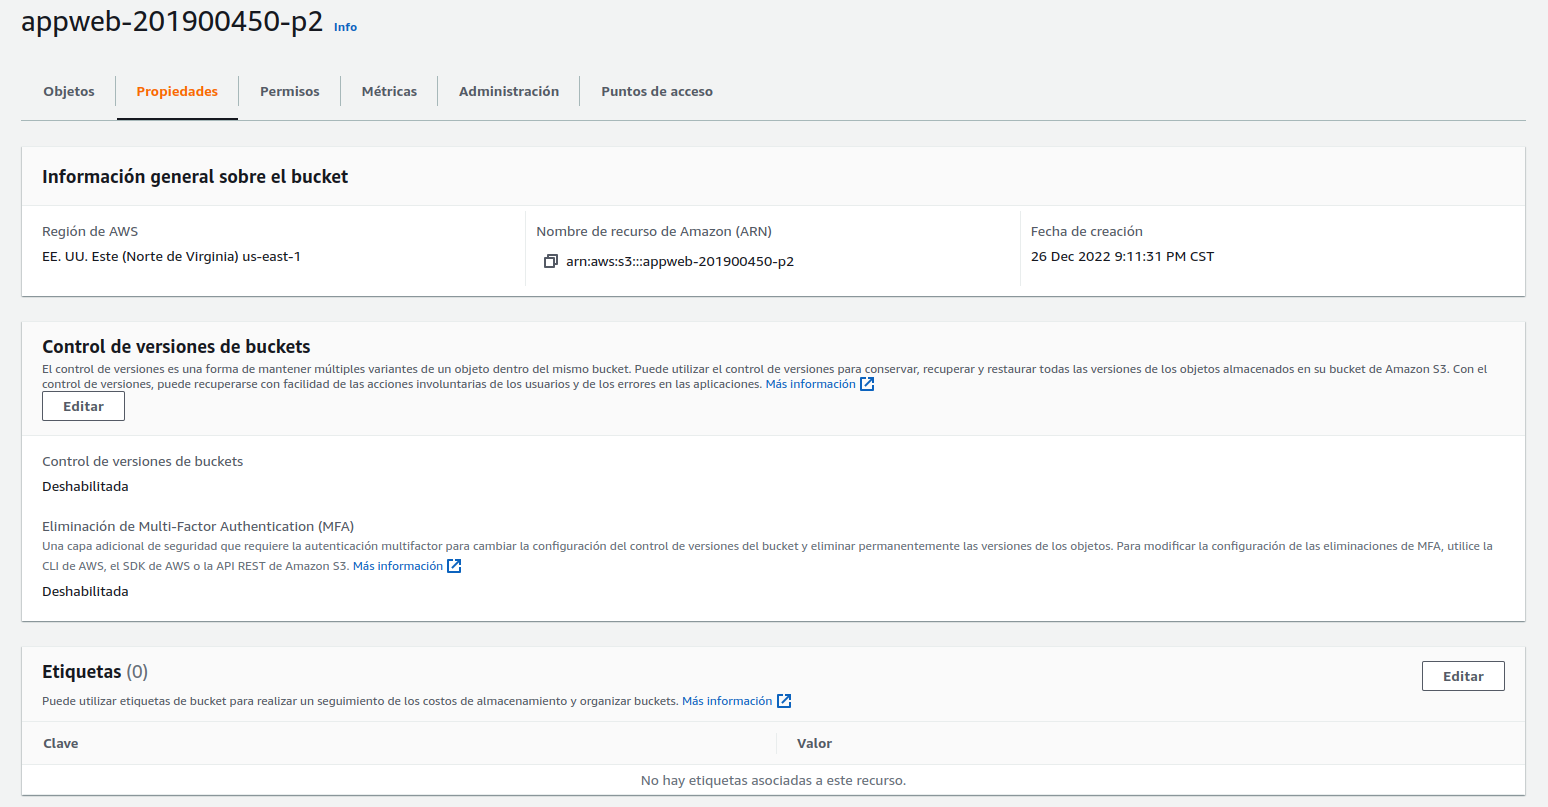 appweb-201900450-p2 Info
Objetos Propiedades Permisos Métricas Administración Puntos de acceso
Información general sobre el bucket
Región de AWS
EE. UU. Este (Norte de Virginia) us-east-1
Nombre de recurso de Amazon (ARN)
arn:aws:s3:::appweb-201900450-p2
Fecha de creación
26 Dec 2022 9:11:31 PM CST
Control de versiones de buckets
El control de versiones es una forma de mantener múltiples variantes de un objeto dentro del mismo bucket. Puede utilizar el control de versiones para conservar, recuperar y restaurar todas las versiones de los objetos almacenados en su bucket de Amazon S3. Con el
control de versiones, puede recuperarse con facilidad de las acciones involuntarias de los usuarios y de los errores en las aplicaciones. Más información
Editar
Control de versiones de buckets
Deshabilitada
Eliminación de Multi-Factor Authentication (MFA)
Una capa adicional de seguridad que requiere la autenticación multifactor para cambiar la configuración del control de versiones del bucket y eliminar permanentemente las versiones de los objetos. Para modificar la configuración de las eliminaciones de MFA, utilice la
CLI de AWS, el SDK de AWS o la API REST de Amazon S3. Más información
Deshabilitada
Etiquetas (0)
Editar
Puede utilizar etiquetas de bucket para realizar un seguimiento de los costos de almacenamiento y organizar buckets. Más información
Clave Valor
No hay etiquetas asociadas a este recurso.